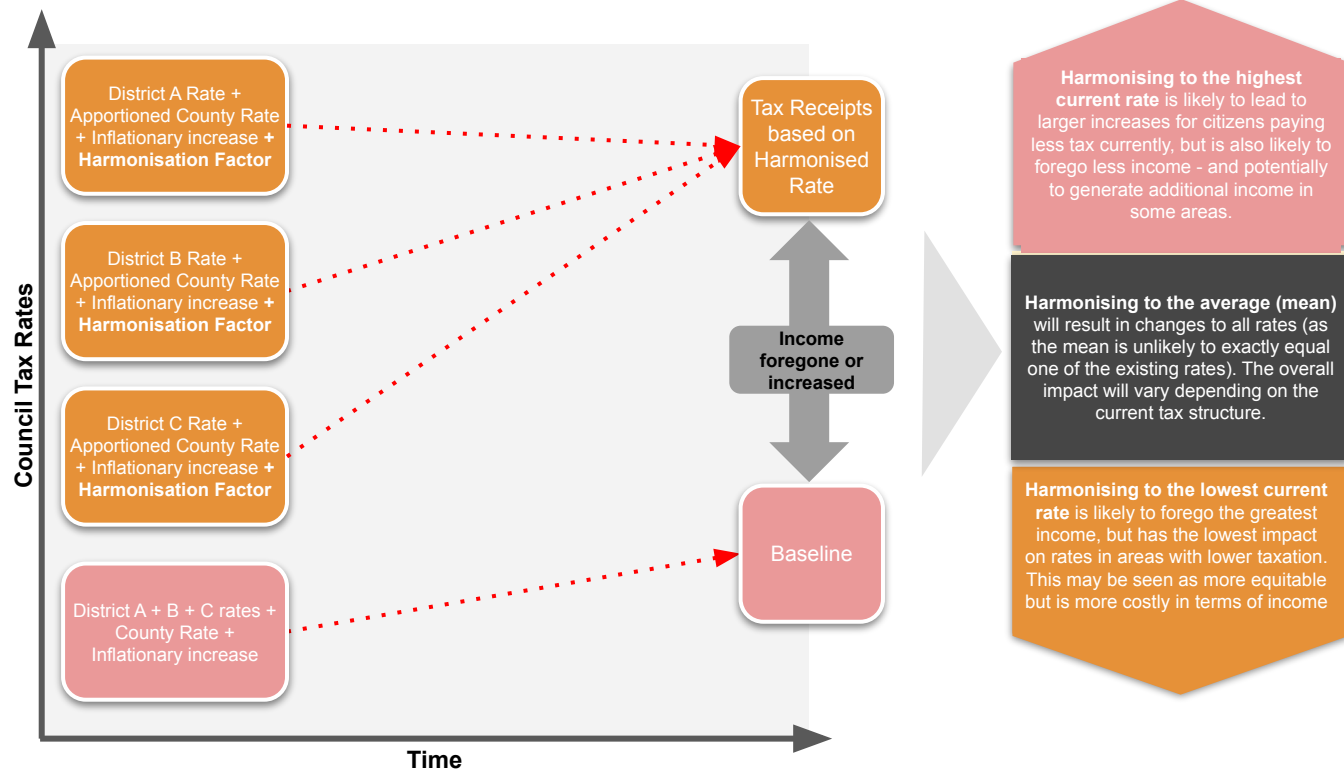 Council Tax Rates
District A Rate +
Apportioned County Rate
+ Inflationary increase +
Harmonisation Factor
District B Rate +
Apportioned County Rate
+ Inflationary increase +
Harmonisation Factor
District C Rate +
Apportioned County Rate
+ Inflationary increase +
Harmonisation Factor
District A + B + C rates +
County Rate +
Inflationary increase
Tax Receipts
based on
Harmonised
Rate
Income
foregone or
increased
Baseline
Time
Harmonising to the highest
current rate is likely to lead to
larger increases for citizens paying
less tax currently, but is also likely to
forego less income - and potentially
to generate additional income in
some areas.
Harmonising to the average (mean)
will result in changes to all rates (as
the mean is unlikely to exactly equal
one of the existing rates). The overall
impact will vary depending on the
current tax structure.
Harmonising to the lowest current
rate is likely to forego the greatest
income, but has the lowest impact
on rates in areas with lower taxation.
This may be seen as more equitable
but is more costly in terms of income